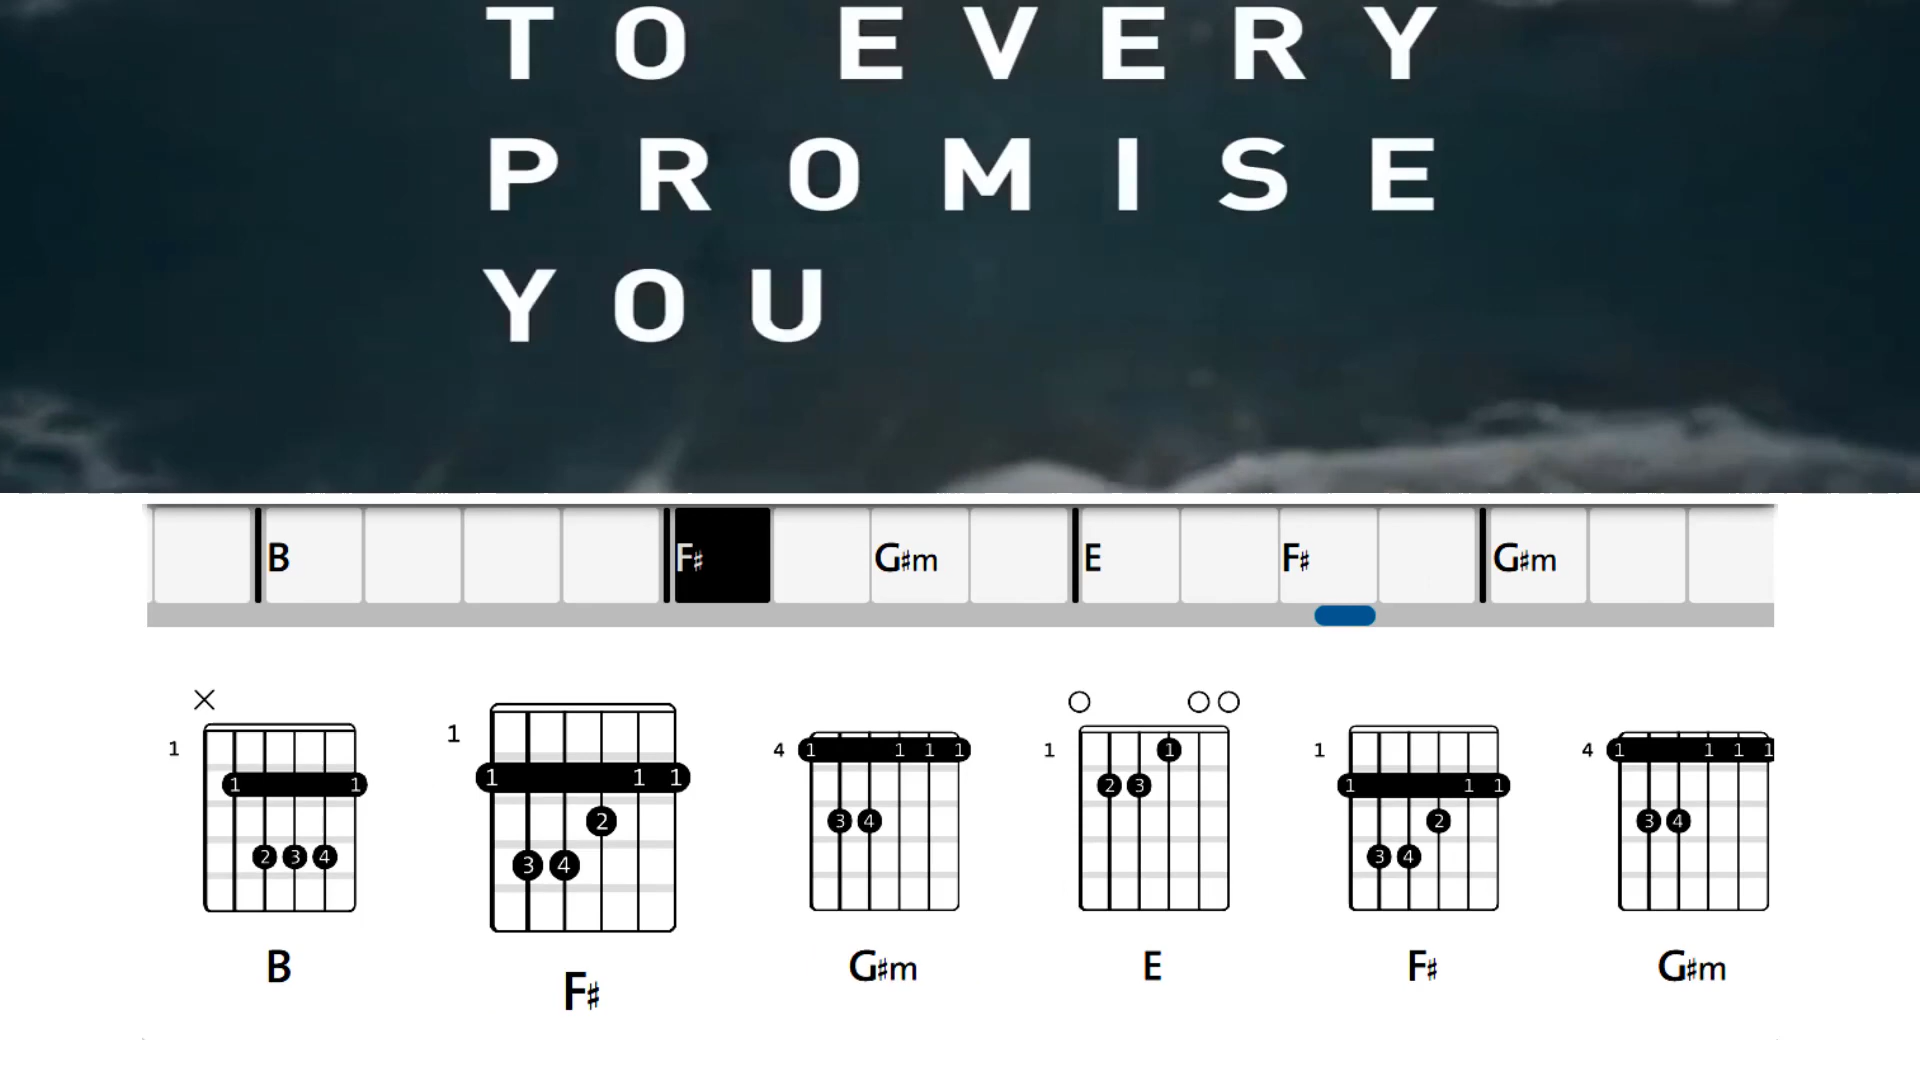 TO EVERY
PROMISE
YOU
B F♯ G♯m E F♯ G♯m
1 1 4 1 1 4
1 1 2 3 4
1 1 1 2 3 4
1 1 1 1 3 4
1 2 3
1 1 1 2 3 4
1 1 1 1 3 4
B F♯ G♯m E F♯ G♯m